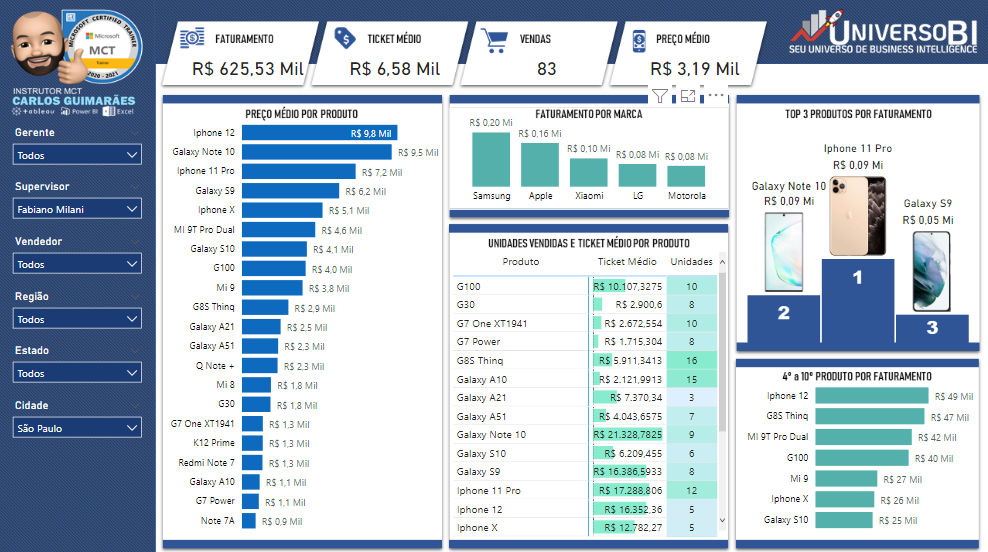 MICROSOFT CERTIFIED TRAINER
Microsoft
CERTIFIED
MCT
Trainer
2020 - 2021
INSTRUTOR MCT
CARLOS GUIMARÃES
+ableau Power BI Excel
Gerente
Todos
Supervisor
Fabiano Milani
Vendedor
Todos
Região
Todos
Estado
Todos
Cidade
São Paulo
FATURAMENTO
R$ 625,53 Mil
TICKET MÉDIO
R$ 6,58 Mil
VENDAS
83
PREÇO MÉDIO
R$ 3,19 Mil
UNIVERSOBI
SEU UNIVERSO DE BUSINESS INTELLIGENCE
PREÇO MÉDIO POR PRODUTO
Iphone 12 R$ 9,8 Mil
Galaxy Note 10 R$ 9,5 Mil
Iphone 11 Pro R$ 7,2 Mil
Galaxy S9 R$ 6,2 Mil
Iphone X R$ 5,1 Mil
MI 9T Pro Dual R$ 4,6 Mil
Galaxy S10 R$ 4,1 Mil
G100 R$ 4,0 Mil
Mi 9 R$ 3,8 Mil
G8S Thinq R$ 2,9 Mil
Galaxy A21 R$ 2,5 Mil
Galaxy A51 R$ 2,3 Mil
Q Note + R$ 2,3 Mil
Mi 8 R$ 1,8 Mil
G30 R$ 1,8 Mil
G7 One XT1941 R$ 1,3 Mil
K12 Prime R$ 1,3 Mil
Redmi Note 7 R$ 1,3 Mil
Galaxy A10 R$ 1,1 Mil
G7 Power R$ 1,1 Mil
Note 7A R$ 0,9 Mil
FATURAMENTO POR MARCA
R$ 0,20 Mi R$ 0,16 Mi R$ 0,10 Mi R$ 0,08 Mi R$ 0,08 Mi
Samsung Apple Xiaomi LG Motorola
UNIDADES VENDIDAS E TICKET MÉDIO POR PRODUTO
Produto Ticket Médio Unidades
G100 R$ 10.107,3275 10
G30 R$ 2.900,6 8
G7 One XT1941 R$ 2.672,554 10
G7 Power R$ 1.715,304 8
G8S Thinq R$ 5.911,3413 16
Galaxy A10 R$ 2.121,9913 15
Galaxy A21 R$ 7.370,34 3
Galaxy A51 R$ 4.043,6575 7
Galaxy Note 10 R$ 21.328,7825 9
Galaxy S10 R$ 6.209,455 6
Galaxy S9 R$ 16.386,5933 8
Iphone 11 Pro R$ 17.288,806 12
Iphone 12 R$ 16.352,36 5
Iphone X R$ 12.782,27 5
TOP 3 PRODUTOS POR FATURAMENTO
Iphone 11 Pro
R$ 0,09 Mi
Galaxy Note 10
R$ 0,09 Mi
Galaxy S9
R$ 0,05 Mi
1
2
3
4º a 10º PRODUTO POR FATURAMENTO
Iphone 12 R$ 49 Mil
G8S Thinq R$ 47 Mil
MI 9T Pro Dual R$ 42 Mil
G100 R$ 40 Mil
Mi 9 R$ 27 Mil
Iphone X R$ 26 Mil
Galaxy S10 R$ 25 Mil